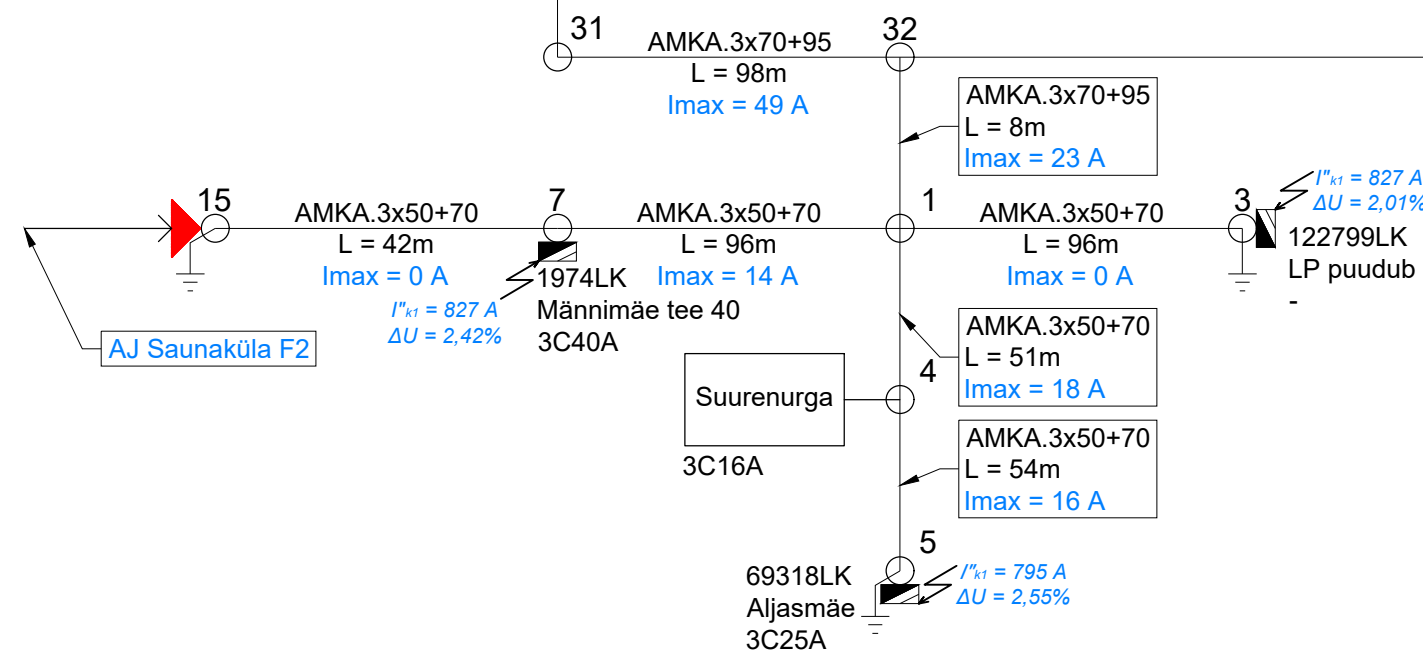 31
AMKA.3x70+95
L = 98m
Imax = 49 A
32
AMKA.3x70+95
L = 8m
Imax = 23 A
15
AMKA.3x50+70
L = 42m
Imax = 0 A
7
AMKA.3x50+70
L = 96m
Imax = 14 A
1
AMKA.3x50+70
L = 96m
Imax = 0 A
3
I"k1 = 827 A
ΔU = 2,01%
122799LK
LP puudub
-
I"k1 = 827 A
ΔU = 2,42%
1974LK
Männimäe tee 40
3C40A
AJ Saunaküla F2
AMKA.3x50+70
L = 51m
Imax = 18 A
4
Suurenurga
3C16A
AMKA.3x50+70
L = 54m
Imax = 16 A
5
69318LK
Aljasmäe
3C25A
I"k1 = 795 A
ΔU = 2,55%